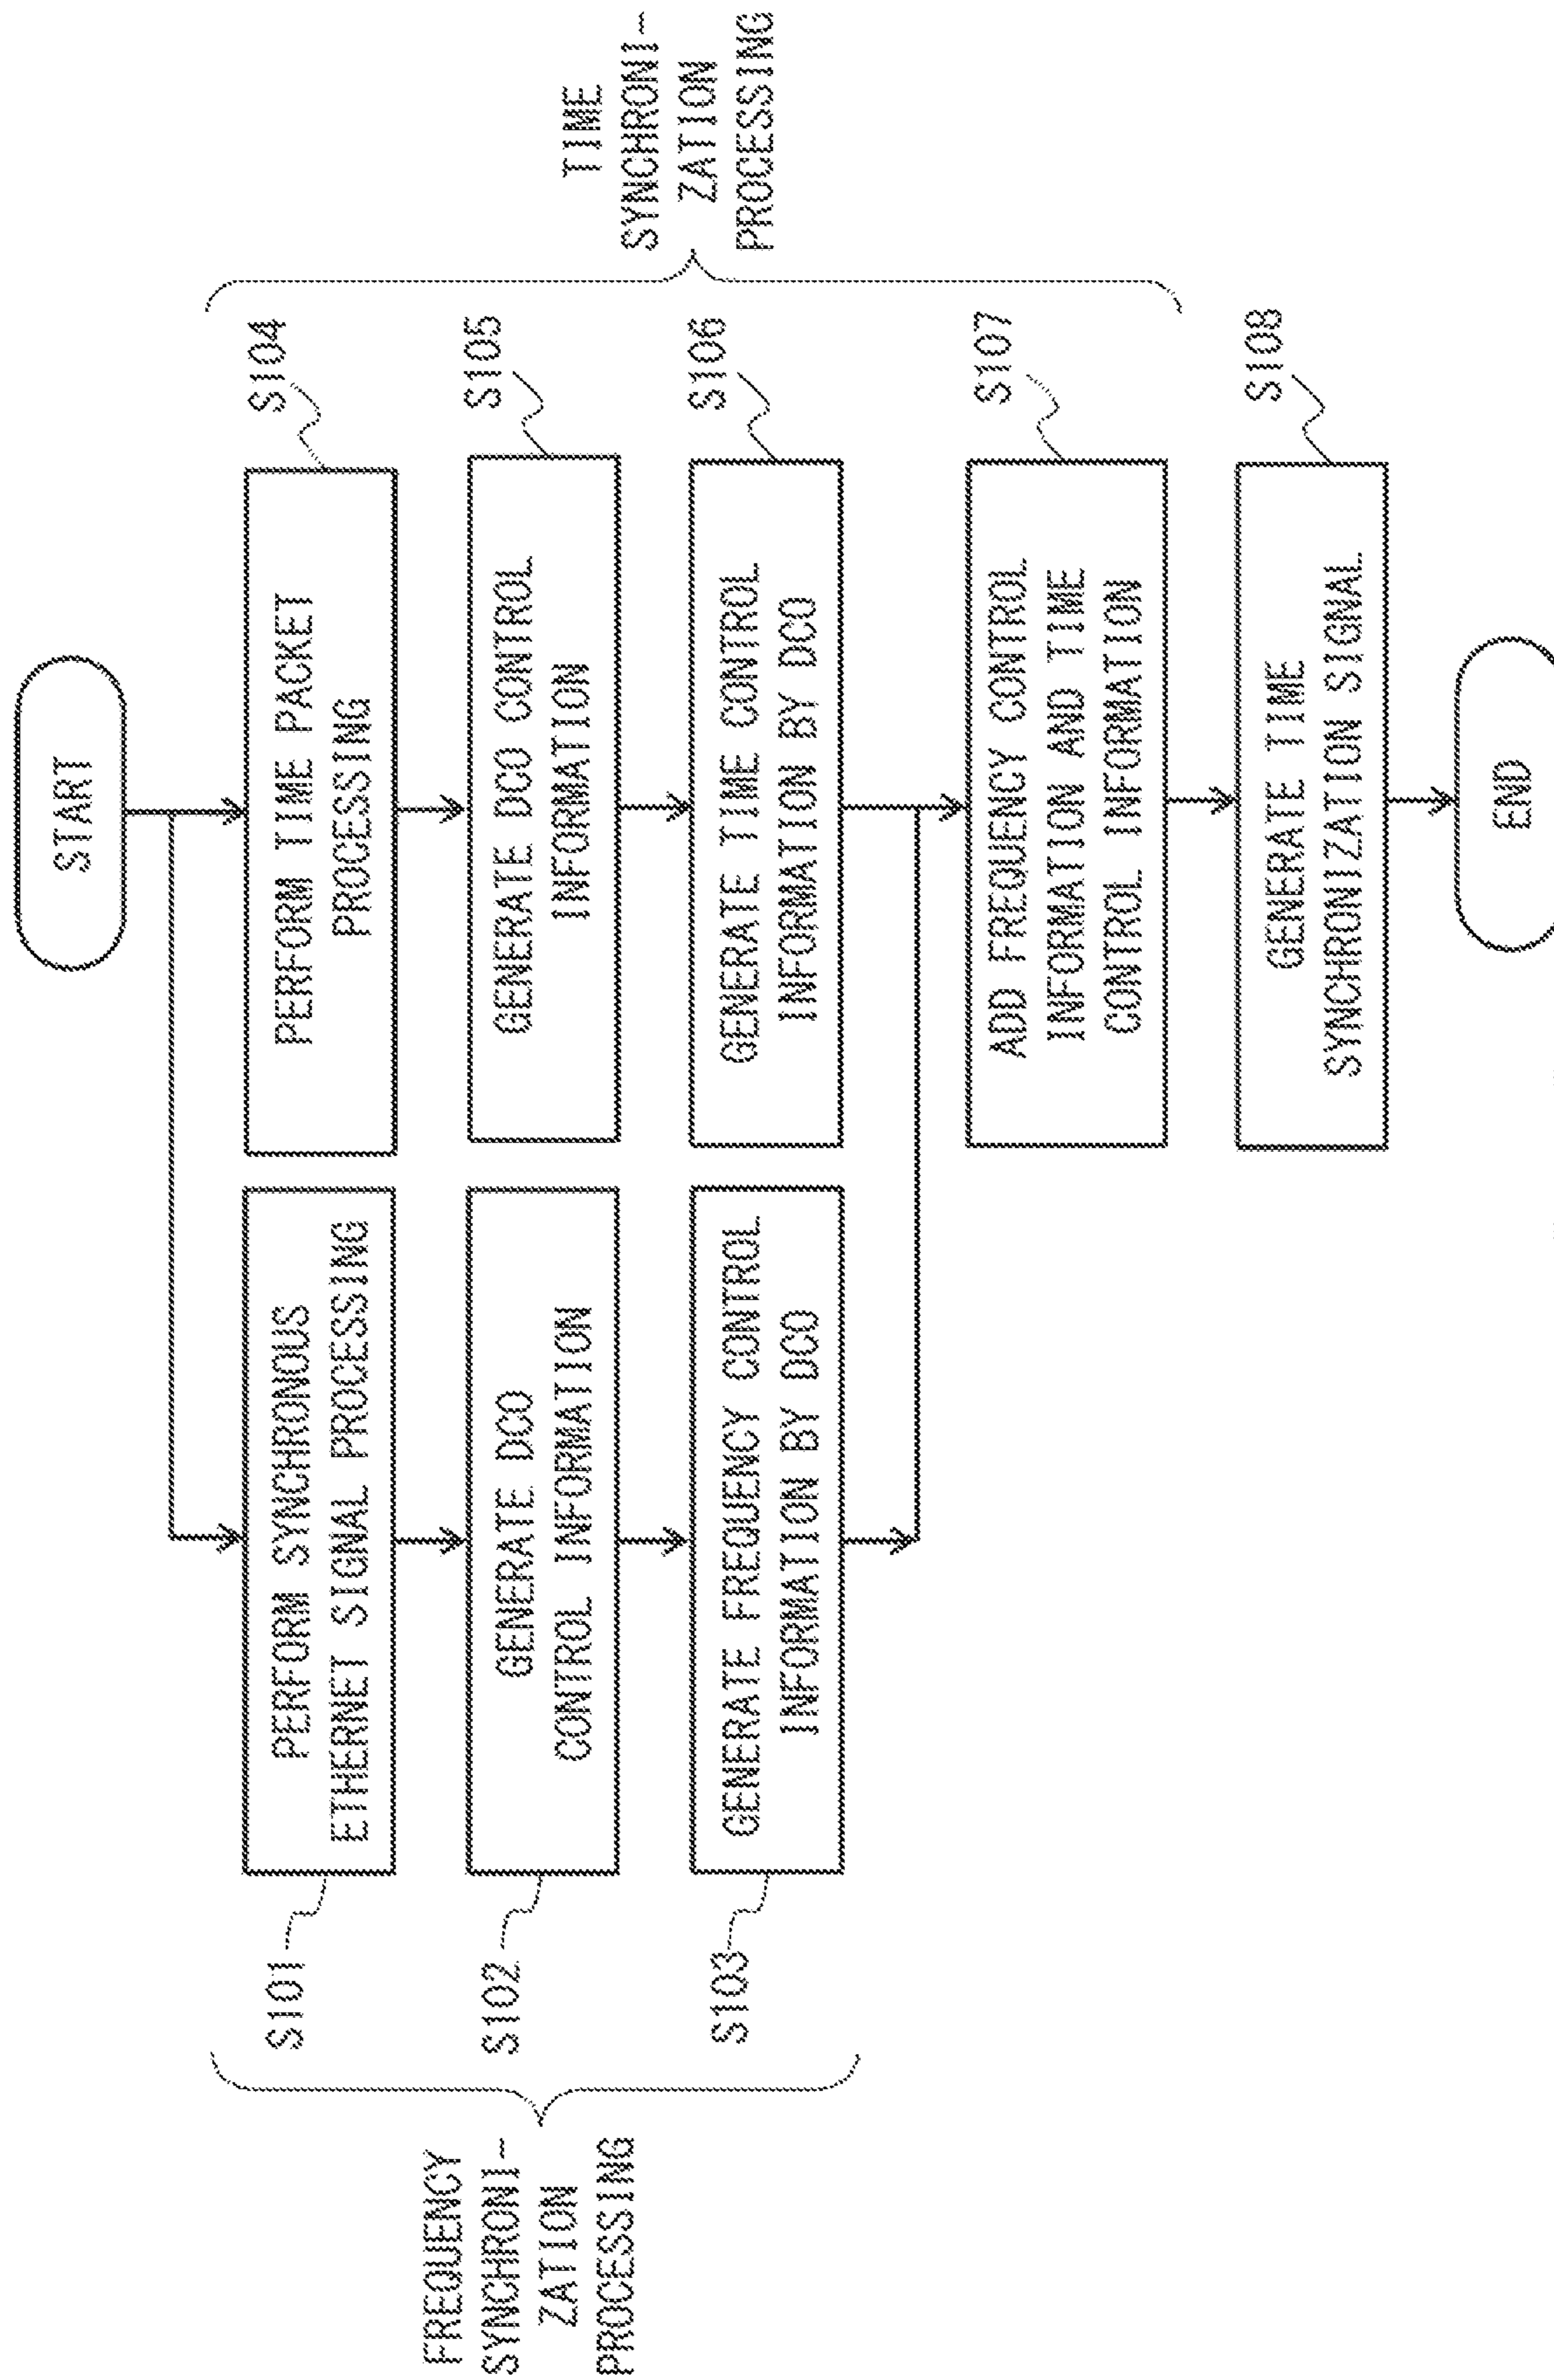 START
FREQUENCY
SYNCHRONI-
ZATION
PROCESSING
S101
PERFORM SYNCHRONOUS
ETHERNET SIGNAL PROCESSING
S102
GENERATE DCO
CONTROL INFORMATION
S103
GENERATE FREQUENCY CONTROL
INFORMATION BY DCO
S104
PERFORM TIME PACKET
PROCESSING
S105
GENERATE DCO CONTROL
INFORMATION
S106
GENERATE TIME CONTROL
INFORMATION BY DCO
S107
ADD FREQUENCY CONTROL
INFORMATION AND TIME
CONTROL INFORMATION
S108
GENERATE TIME
SYNCHRONIZATION SIGNAL
TIME
SYNCHRONI-
ZATION
PROCESSING
END